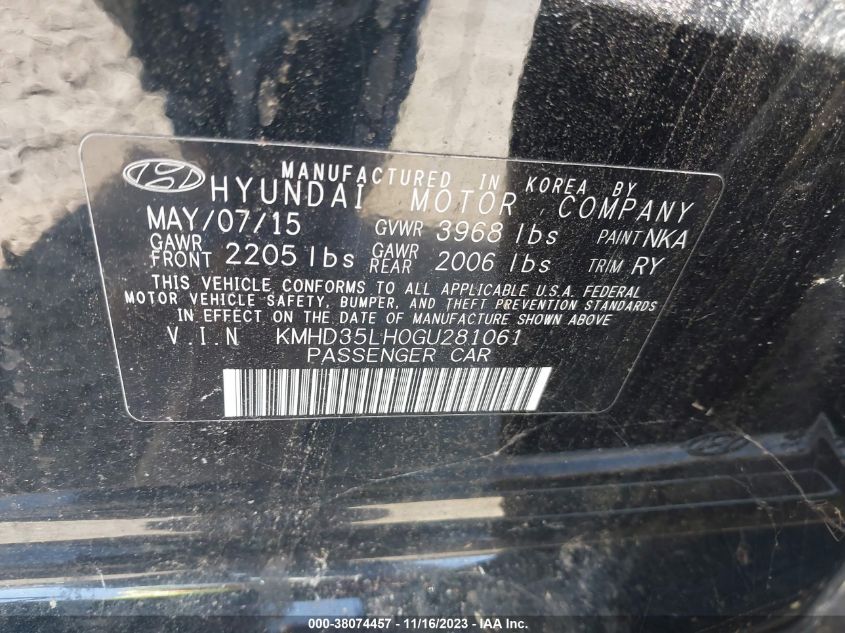 MANUFACTURED IN KOREA BY
HYUNDAI MOTOR COMPANY
MAY/07/15 GVWR 3968 lbs PAINT NKA
GAWR FRONT 2205 lbs GAWR REAR 2006 lbs TRIM RY
THIS VEHICLE CONFORMS TO ALL APPLICABLE U.S.A. FEDERAL
MOTOR VEHICLE SAFETY, BUMPER, AND THEFT PREVENTION STANDARDS
IN EFFECT ON THE DATE OF MANUFACTURE SHOWN ABOVE
V.I.N KMHD35LH0GU281061
PASSENGER CAR
000-38074457 - 11/16/2023 - IAA Inc.